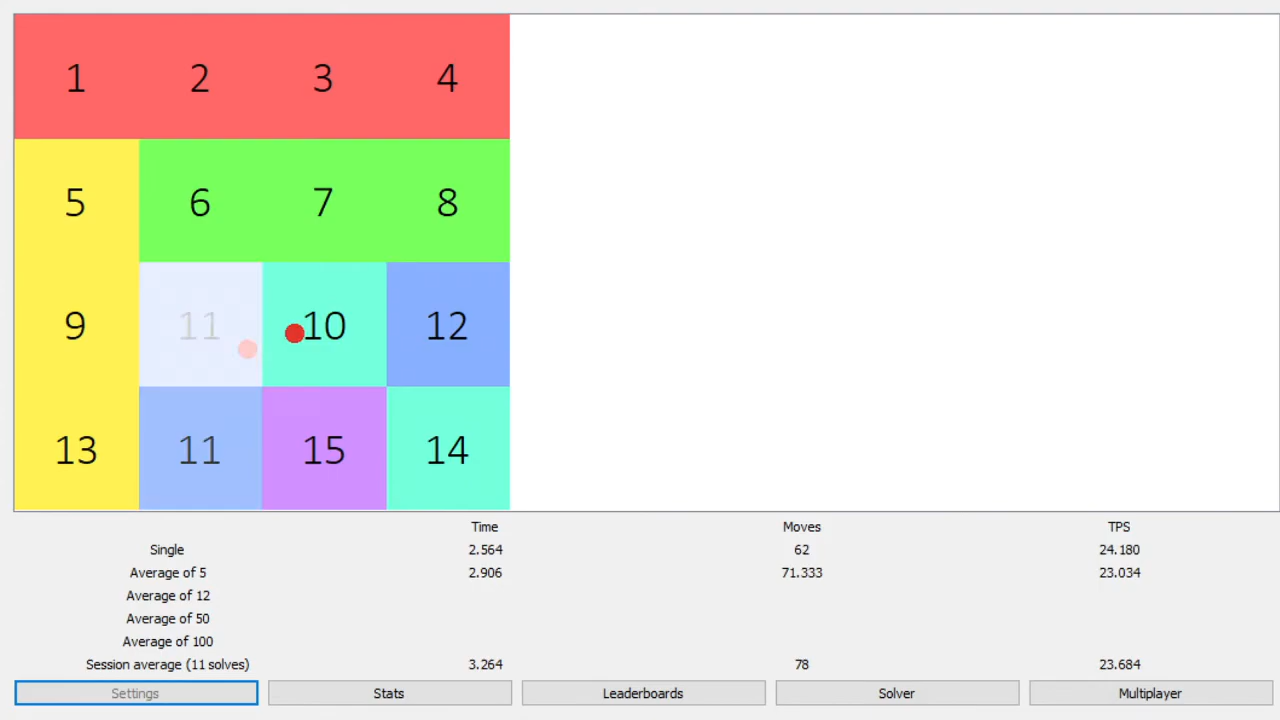 1 2 3 4
5 6 7 8
9 11 10 12
13 11 15 14
Time Moves TPS
Single 2.564 62 24.180
Average of 5 2.906 71.333 23.034
Average of 12
Average of 50
Average of 100
Session average (11 solves) 3.264 78 23.684
Settings Stats Leaderboards Solver Multiplayer